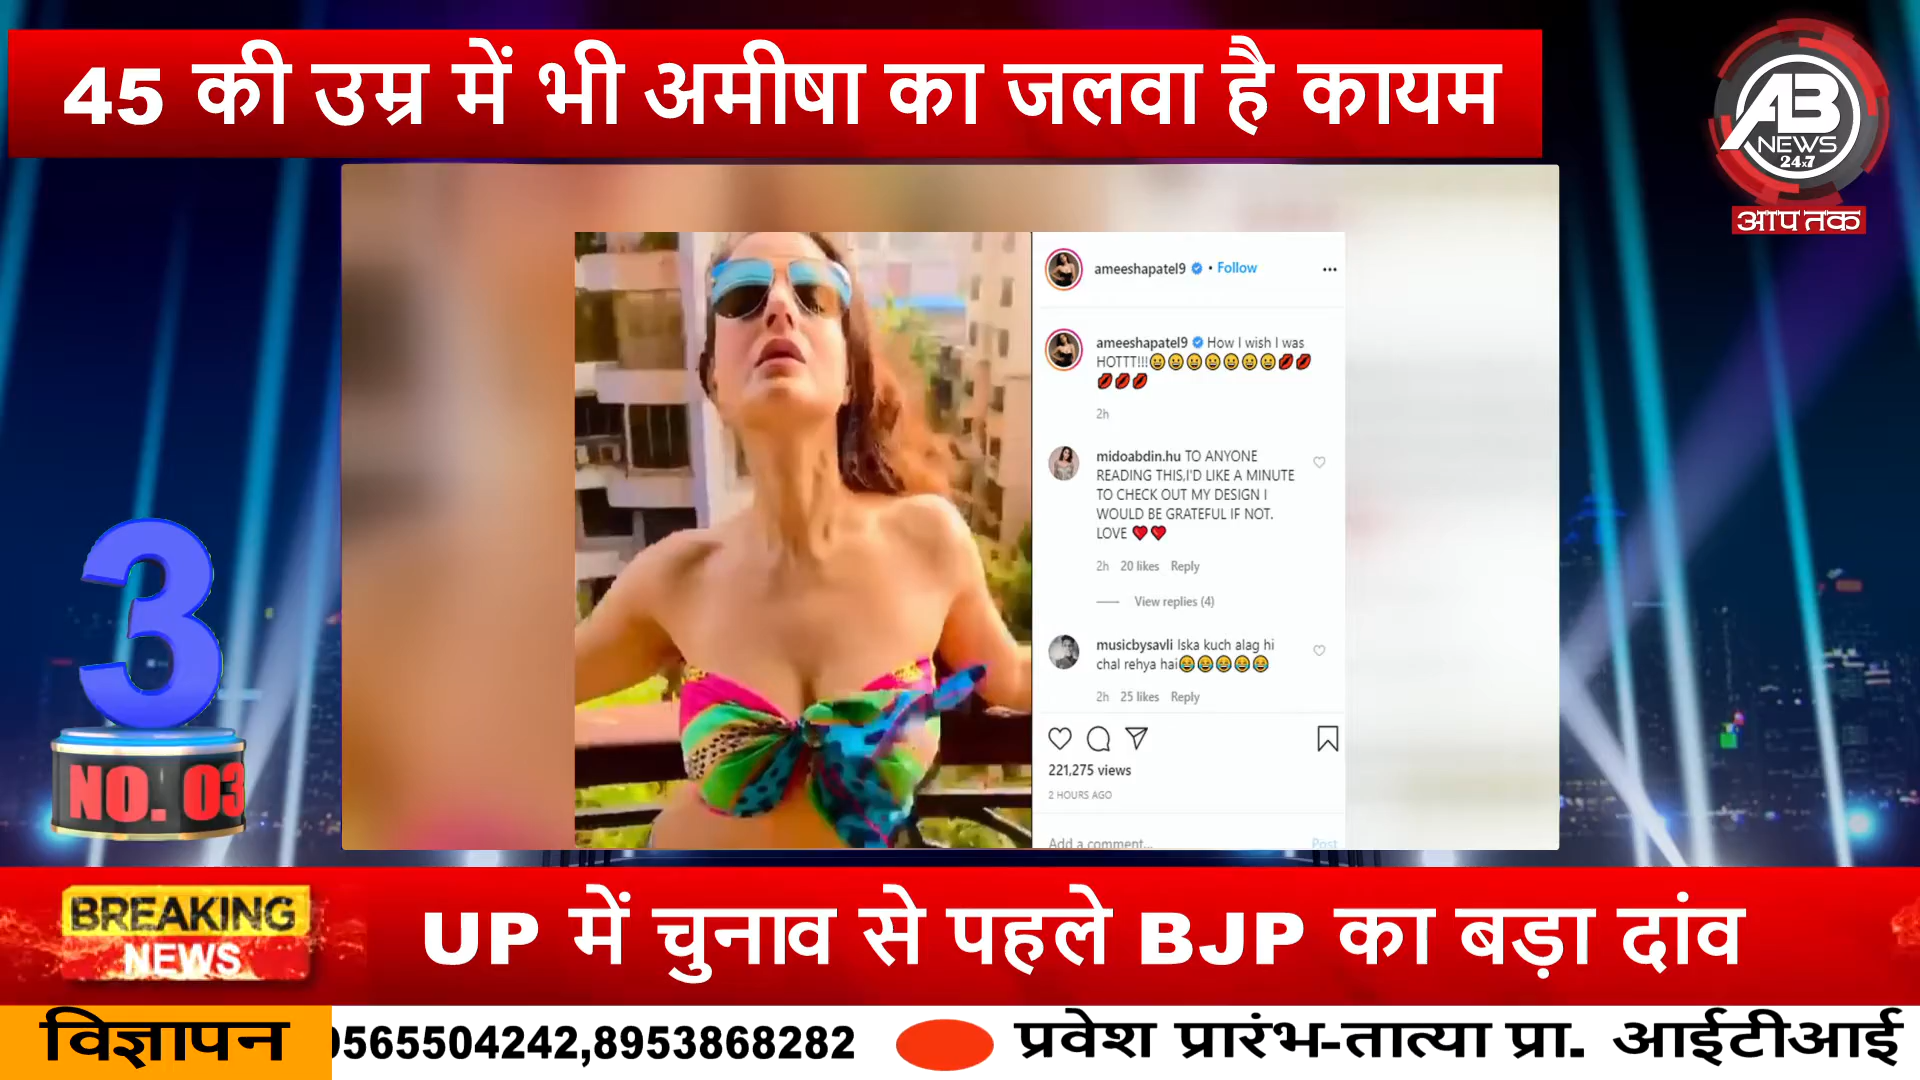 45 की उम्र में भी अमीषा का जलवा है कायम
AB
NEWS
24x7
आप तक
ameeshapatel9 • Follow
ameeshapatel9 How I wish I was
HOTTT!!!😀😀😀😀😀😀😀💋💋
💋💋💋
2h
midoabdin.hu TO ANYONE
READING THIS,I'D LIKE A MINUTE
TO CHECK OUT MY DESIGN I
WOULD BE GRATEFUL IF NOT.
LOVE ❤️❤️
2h 20 likes Reply
View replies (4)
musicbysavli Iska kuch alag hi
chal rehya hai😂😂😂😂😂
2h 25 likes Reply
221,275 views
2 HOURS AGO
Add a comment... Post
3
NO. 03
BREAKING
NEWS
UP में चुनाव से पहले BJP का बड़ा दांव
विज्ञापन
9565504242,8953868282 प्रवेश प्रारंभ-तात्या प्रा. आईटीआई